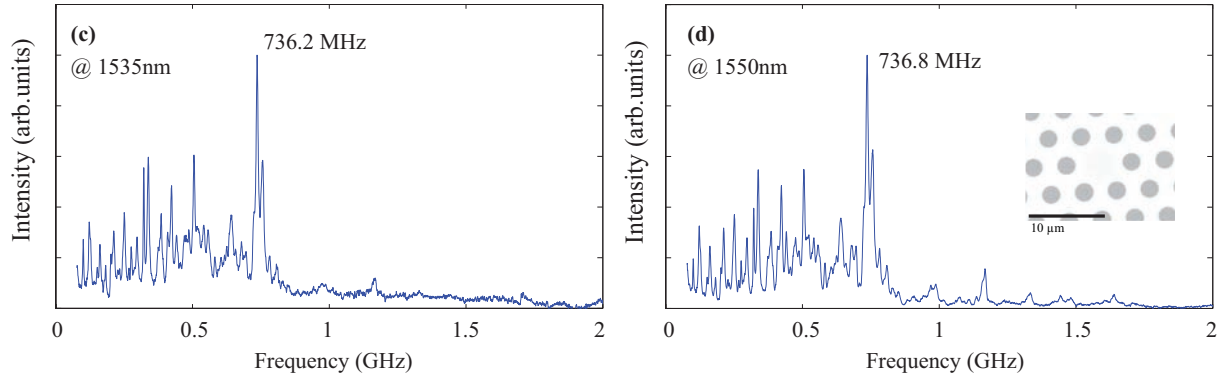 (c)
@ 1535nm
736.2 MHz
Intensity (arb.units)
0
0.5
1
1.5
2
Frequency (GHz)
(d)
@ 1550nm
736.8 MHz
10 µm
Intensity (arb.units)
0
0.5
1
1.5
2
Frequency (GHz)